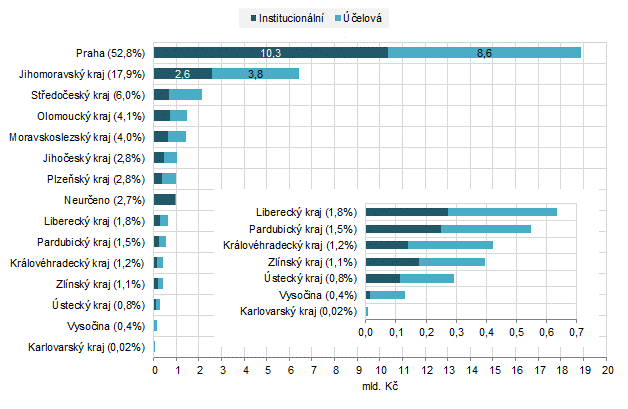 Institucionální Účelová
Praha (52,8%) 10,3 8,6
Jihomoravský kraj (17,9%) 2,6 3,8
Středočeský kraj (6,0%)
Olomoucký kraj (4,1%)
Moravskoslezský kraj (4,0%)
Jihočeský kraj (2,8%)
Plzeňský kraj (2,8%)
Neurčeno (2,7%)
Liberecký kraj (1,8%)
Pardubický kraj (1,5%)
Královéhradecký kraj (1,2%)
Zlínský kraj (1,1%)
Ústecký kraj (0,8%)
Vysočina (0,4%)
Karlovarský kraj (0,02%)
Liberecký kraj (1,8%)
Pardubický kraj (1,5%)
Královéhradecký kraj (1,2%)
Zlínský kraj (1,1%)
Ústecký kraj (0,8%)
Vysočina (0,4%)
Karlovarský kraj (0,02%)
0,0 0,1 0,2 0,3 0,4 0,5 0,6 0,7
0 1 2 3 4 5 6 7 8 9 10 11 12 13 14 15 16 17 18 19 20
mld. Kč